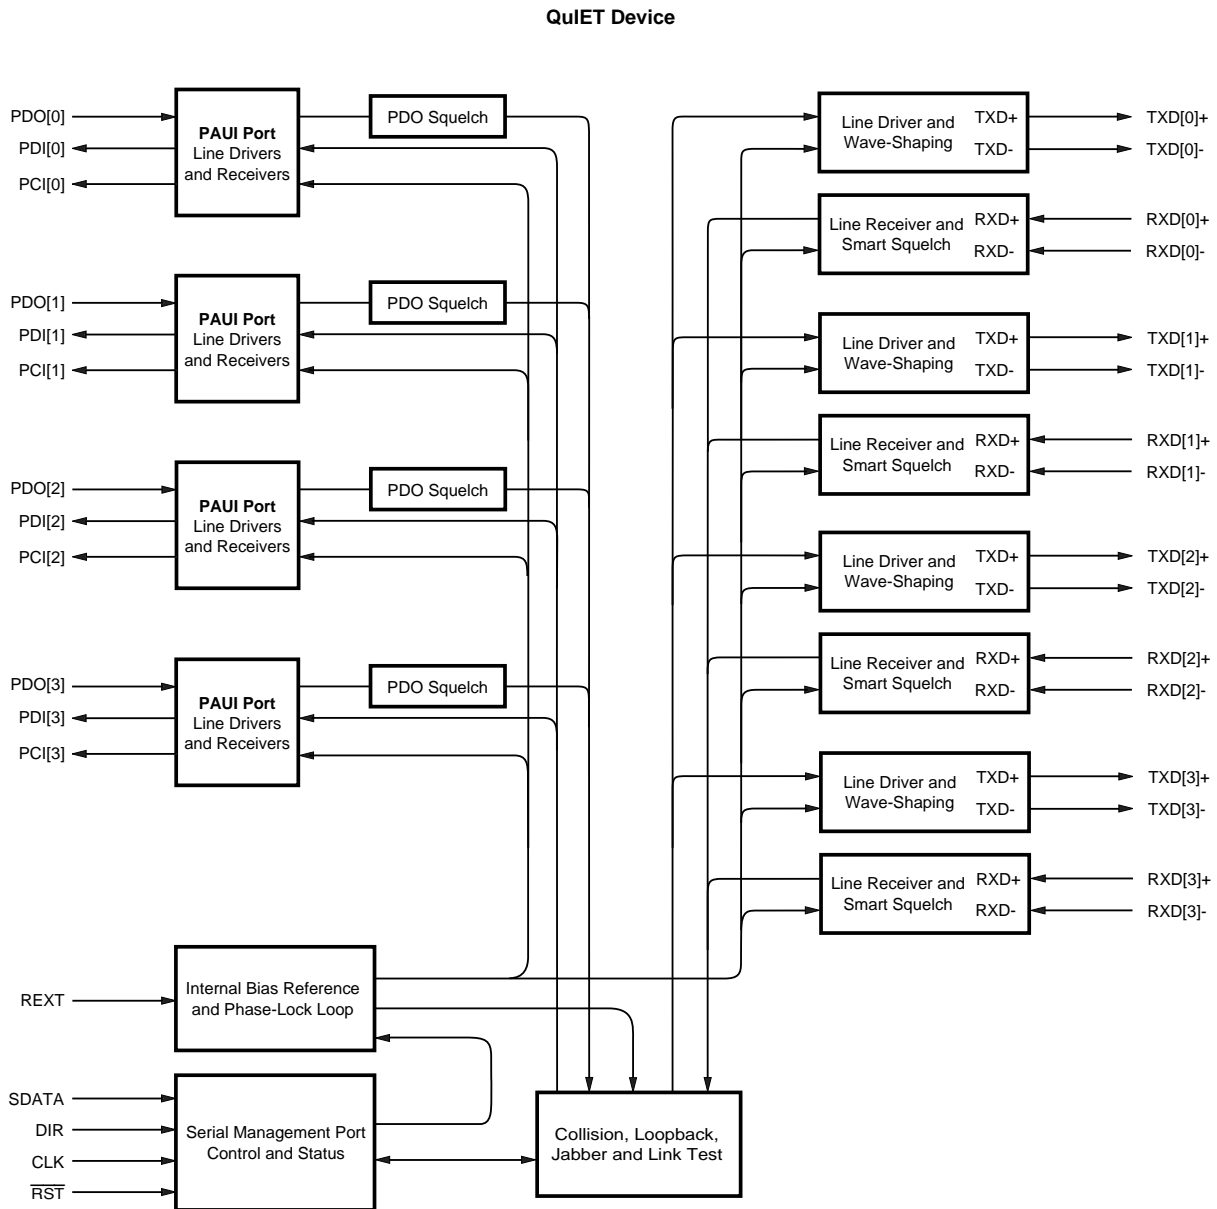 QuIET Device
PDO[0]
PDI[0]
PCI[0]
PAUI Port
Line Drivers
and Receivers
PDO Squelch
PDO[1]
PDI[1]
PCI[1]
PAUI Port
Line Drivers
and Receivers
PDO Squelch
PDO[2]
PDI[2]
PCI[2]
PAUI Port
Line Drivers
and Receivers
PDO Squelch
PDO[3]
PDI[3]
PCI[3]
PAUI Port
Line Drivers
and Receivers
PDO Squelch
REXT
Internal Bias Reference
and Phase-Lock Loop
SDATA
DIR
CLK
RST
Serial Management Port
Control and Status
Collision, Loopback,
Jabber and Link Test
Line Driver and
Wave-Shaping
TXD+
TXD-
TXD[0]+
TXD[0]-
Line Receiver and
Smart Squelch
RXD+
RXD-
RXD[0]+
RXD[0]-
Line Driver and
Wave-Shaping
TXD+
TXD-
TXD[1]+
TXD[1]-
Line Receiver and
Smart Squelch
RXD+
RXD-
RXD[1]+
RXD[1]-
Line Driver and
Wave-Shaping
TXD+
TXD-
TXD[2]+
TXD[2]-
Line Receiver and
Smart Squelch
RXD+
RXD-
RXD[2]+
RXD[2]-
Line Driver and
Wave-Shaping
TXD+
TXD-
TXD[3]+
TXD[3]-
Line Receiver and
Smart Squelch
RXD+
RXD-
RXD[3]+
RXD[3]-